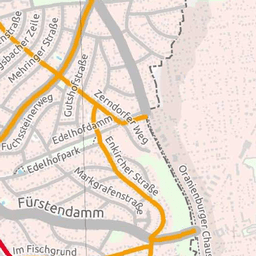 Mehringer Straße
Gutshofstraße
Zerndorfer Weg
Fuchssteinerweg
Edelhofdamm
Enkircher Straße
Edelhofpark
Markgrafenstraße
Oranienburger Chaus
Fürstendamm
Im Fischgrund